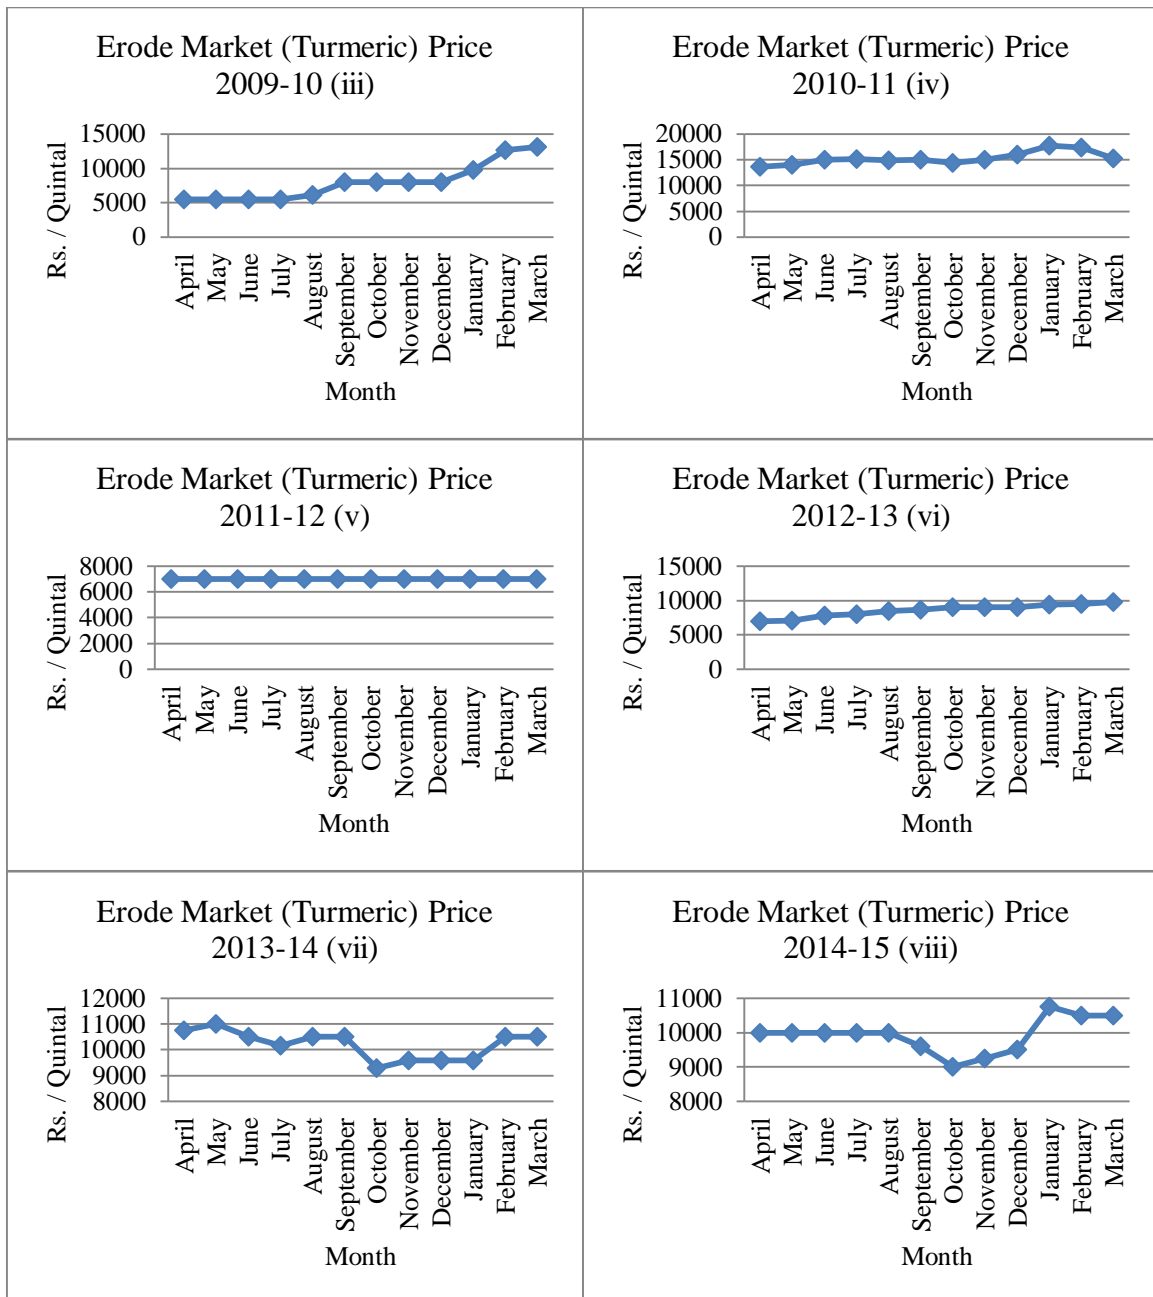 Erode Market (Turmeric) Price
2009-10 (iii)
Rs. / Quintal
15000
10000
5000
0
April
May
June
July
August
September
October
November
December
January
February
March
Month
Erode Market (Turmeric) Price
2010-11 (iv)
Rs. / Quintal
20000
15000
10000
5000
0
April
May
June
July
August
September
October
November
December
January
February
March
Month
Erode Market (Turmeric) Price
2011-12 (v)
Rs. / Quintal
8000
6000
4000
2000
0
April
May
June
July
August
September
October
November
December
January
February
March
Month
Erode Market (Turmeric) Price
2012-13 (vi)
Rs. / Quintal
15000
10000
5000
0
April
May
June
July
August
September
October
November
December
January
February
March
Month
Erode Market (Turmeric) Price
2013-14 (vii)
Rs. / Quintal
12000
11000
10000
9000
8000
April
May
June
July
August
September
October
November
December
January
February
March
Month
Erode Market (Turmeric) Price
2014-15 (viii)
Rs. / Quintal
11000
10000
9000
8000
April
May
June
July
August
September
October
November
December
January
February
March
Month